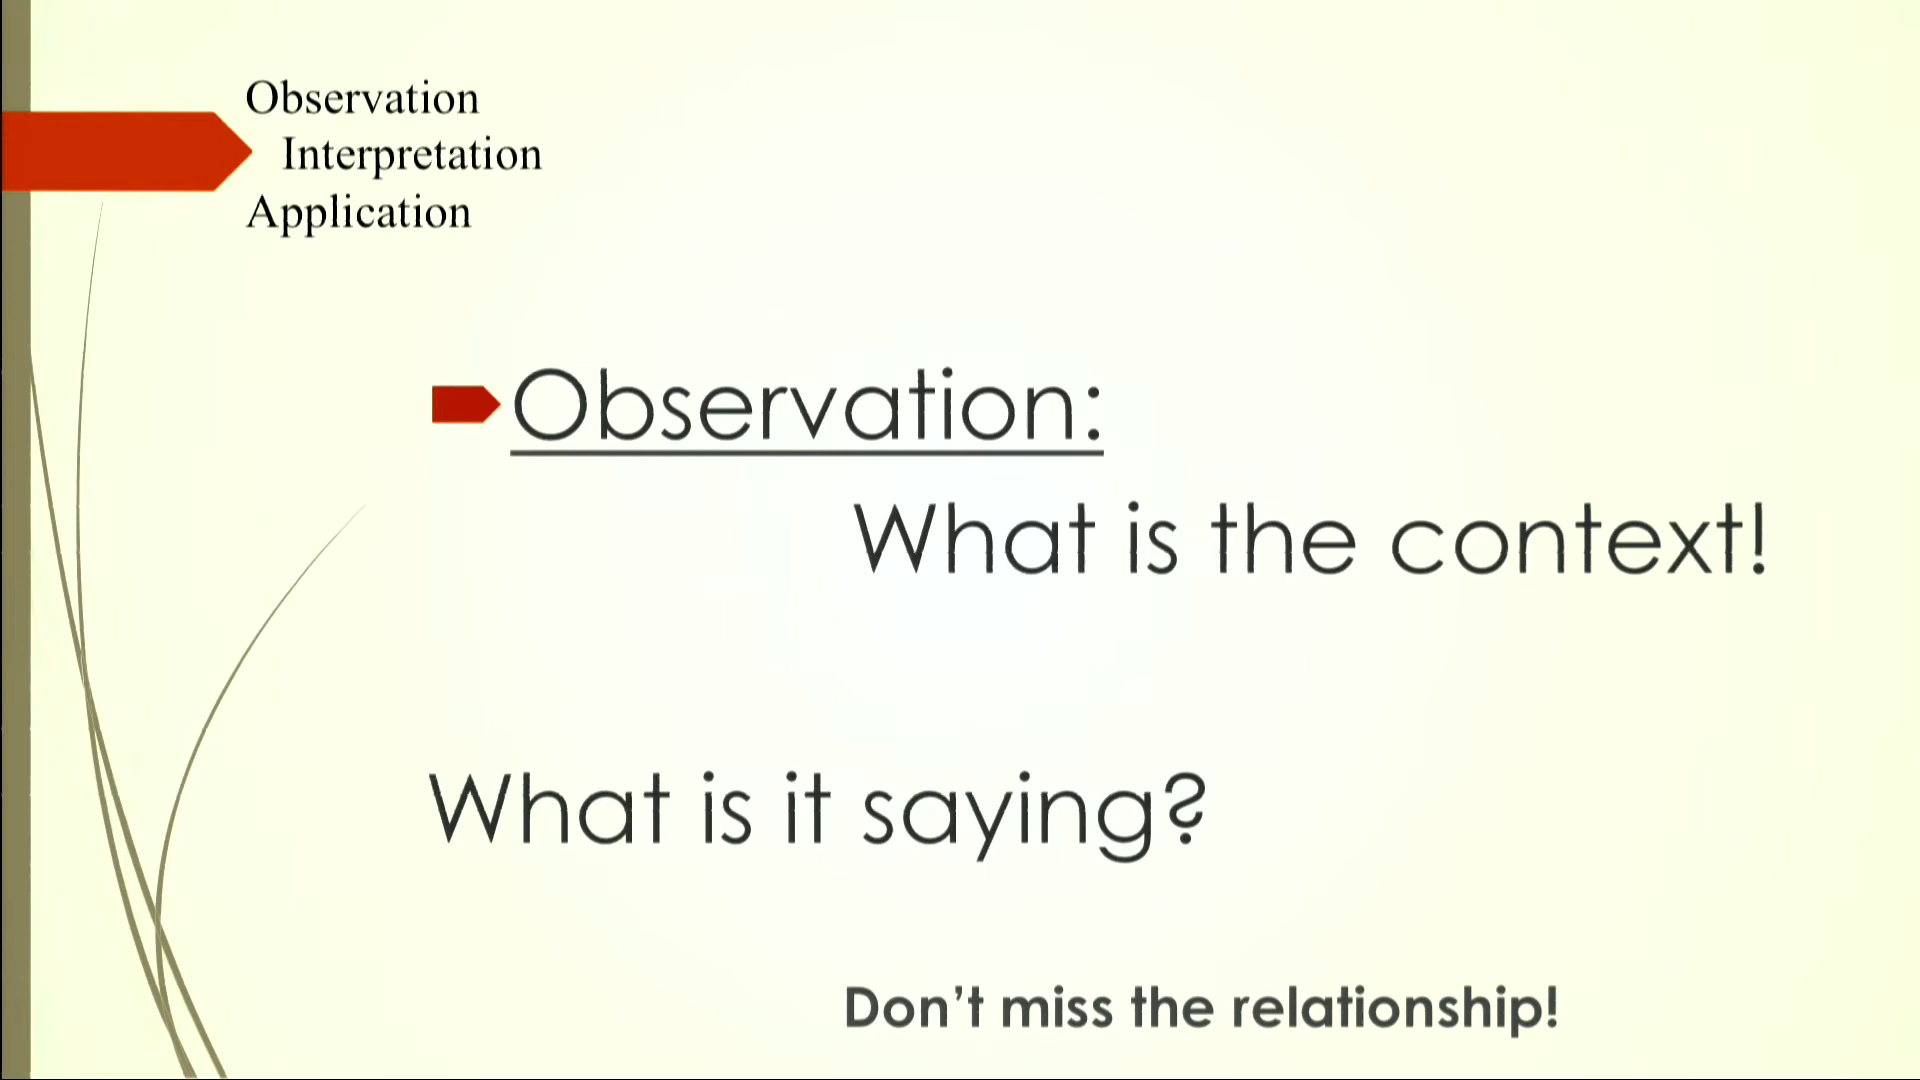 Observation
Interpretation
Application
Observation:
What is the context!
What is it saying?
Don’t miss the relationship!